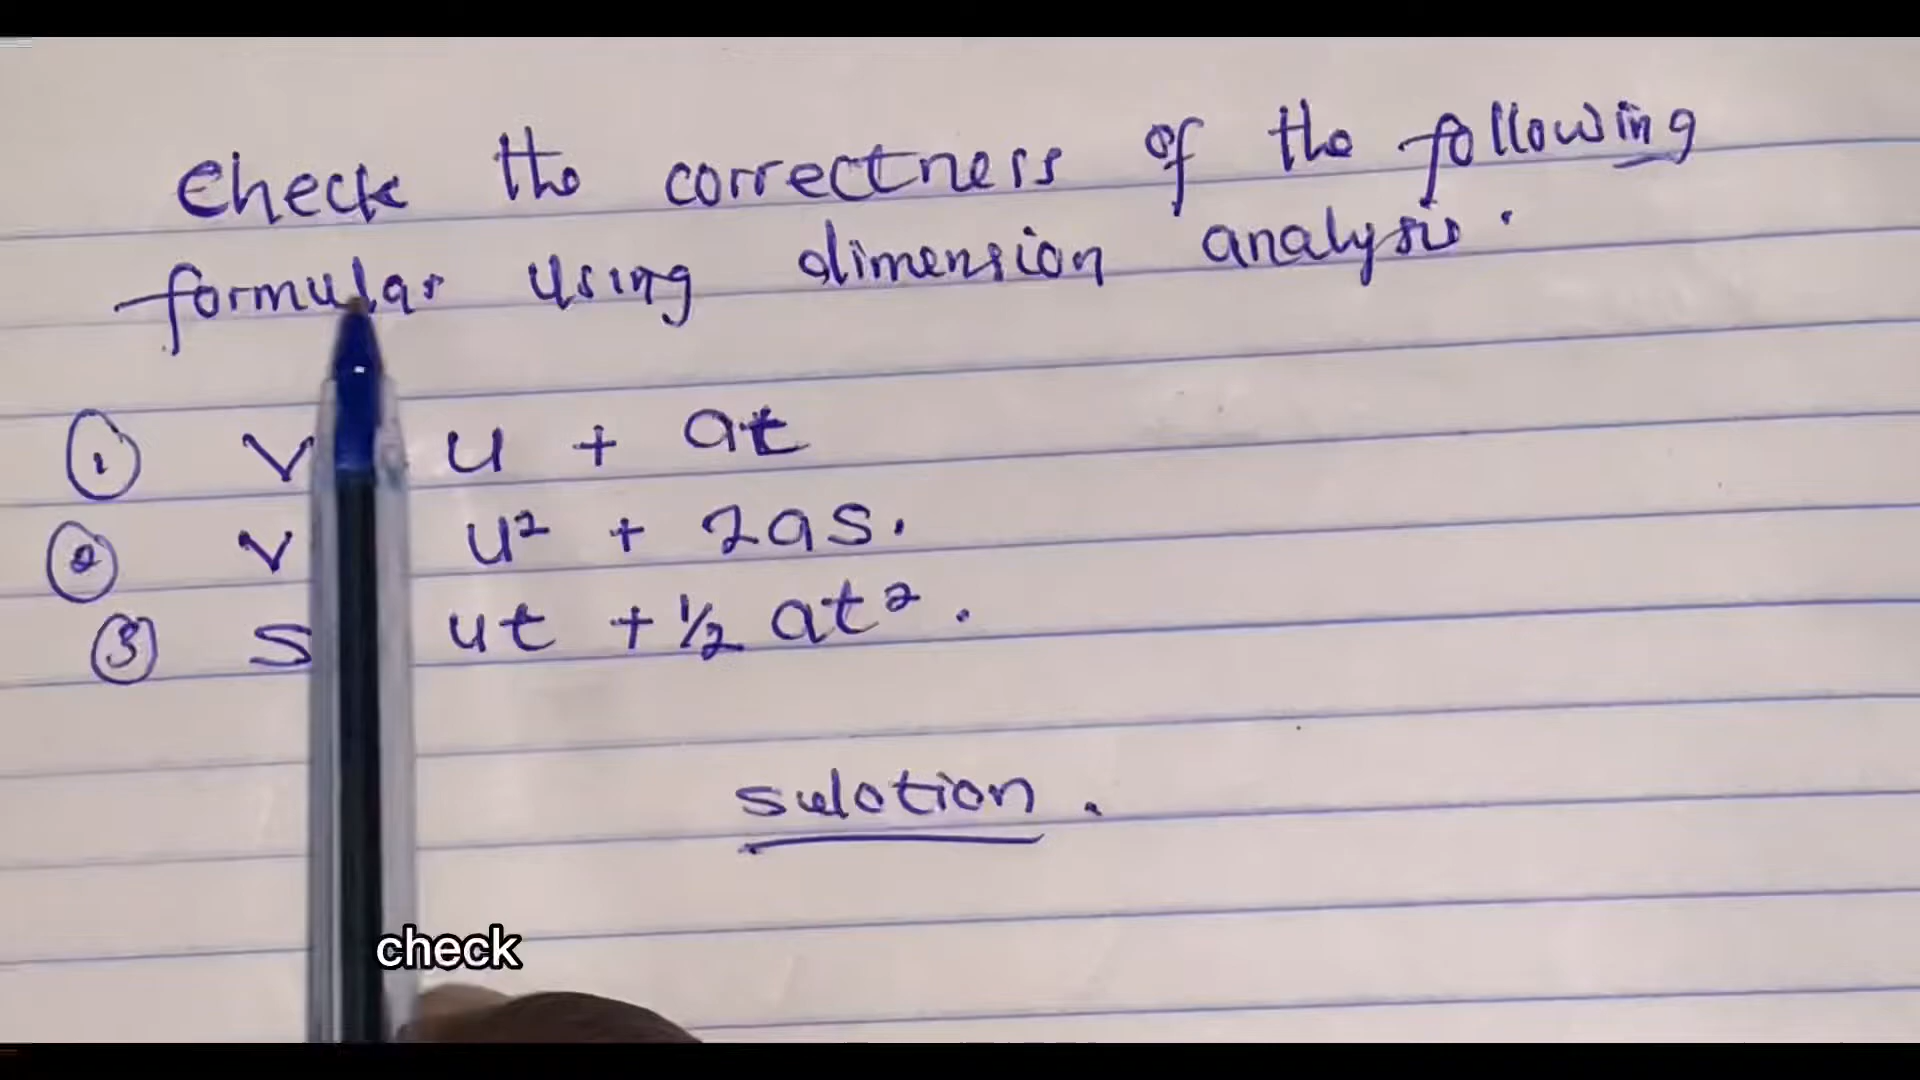 Check the correctness of the following
formular using dimension analysis.
① V u + at
② V u² + 2as.
③ S ut + ½ at².
sulotion.
check